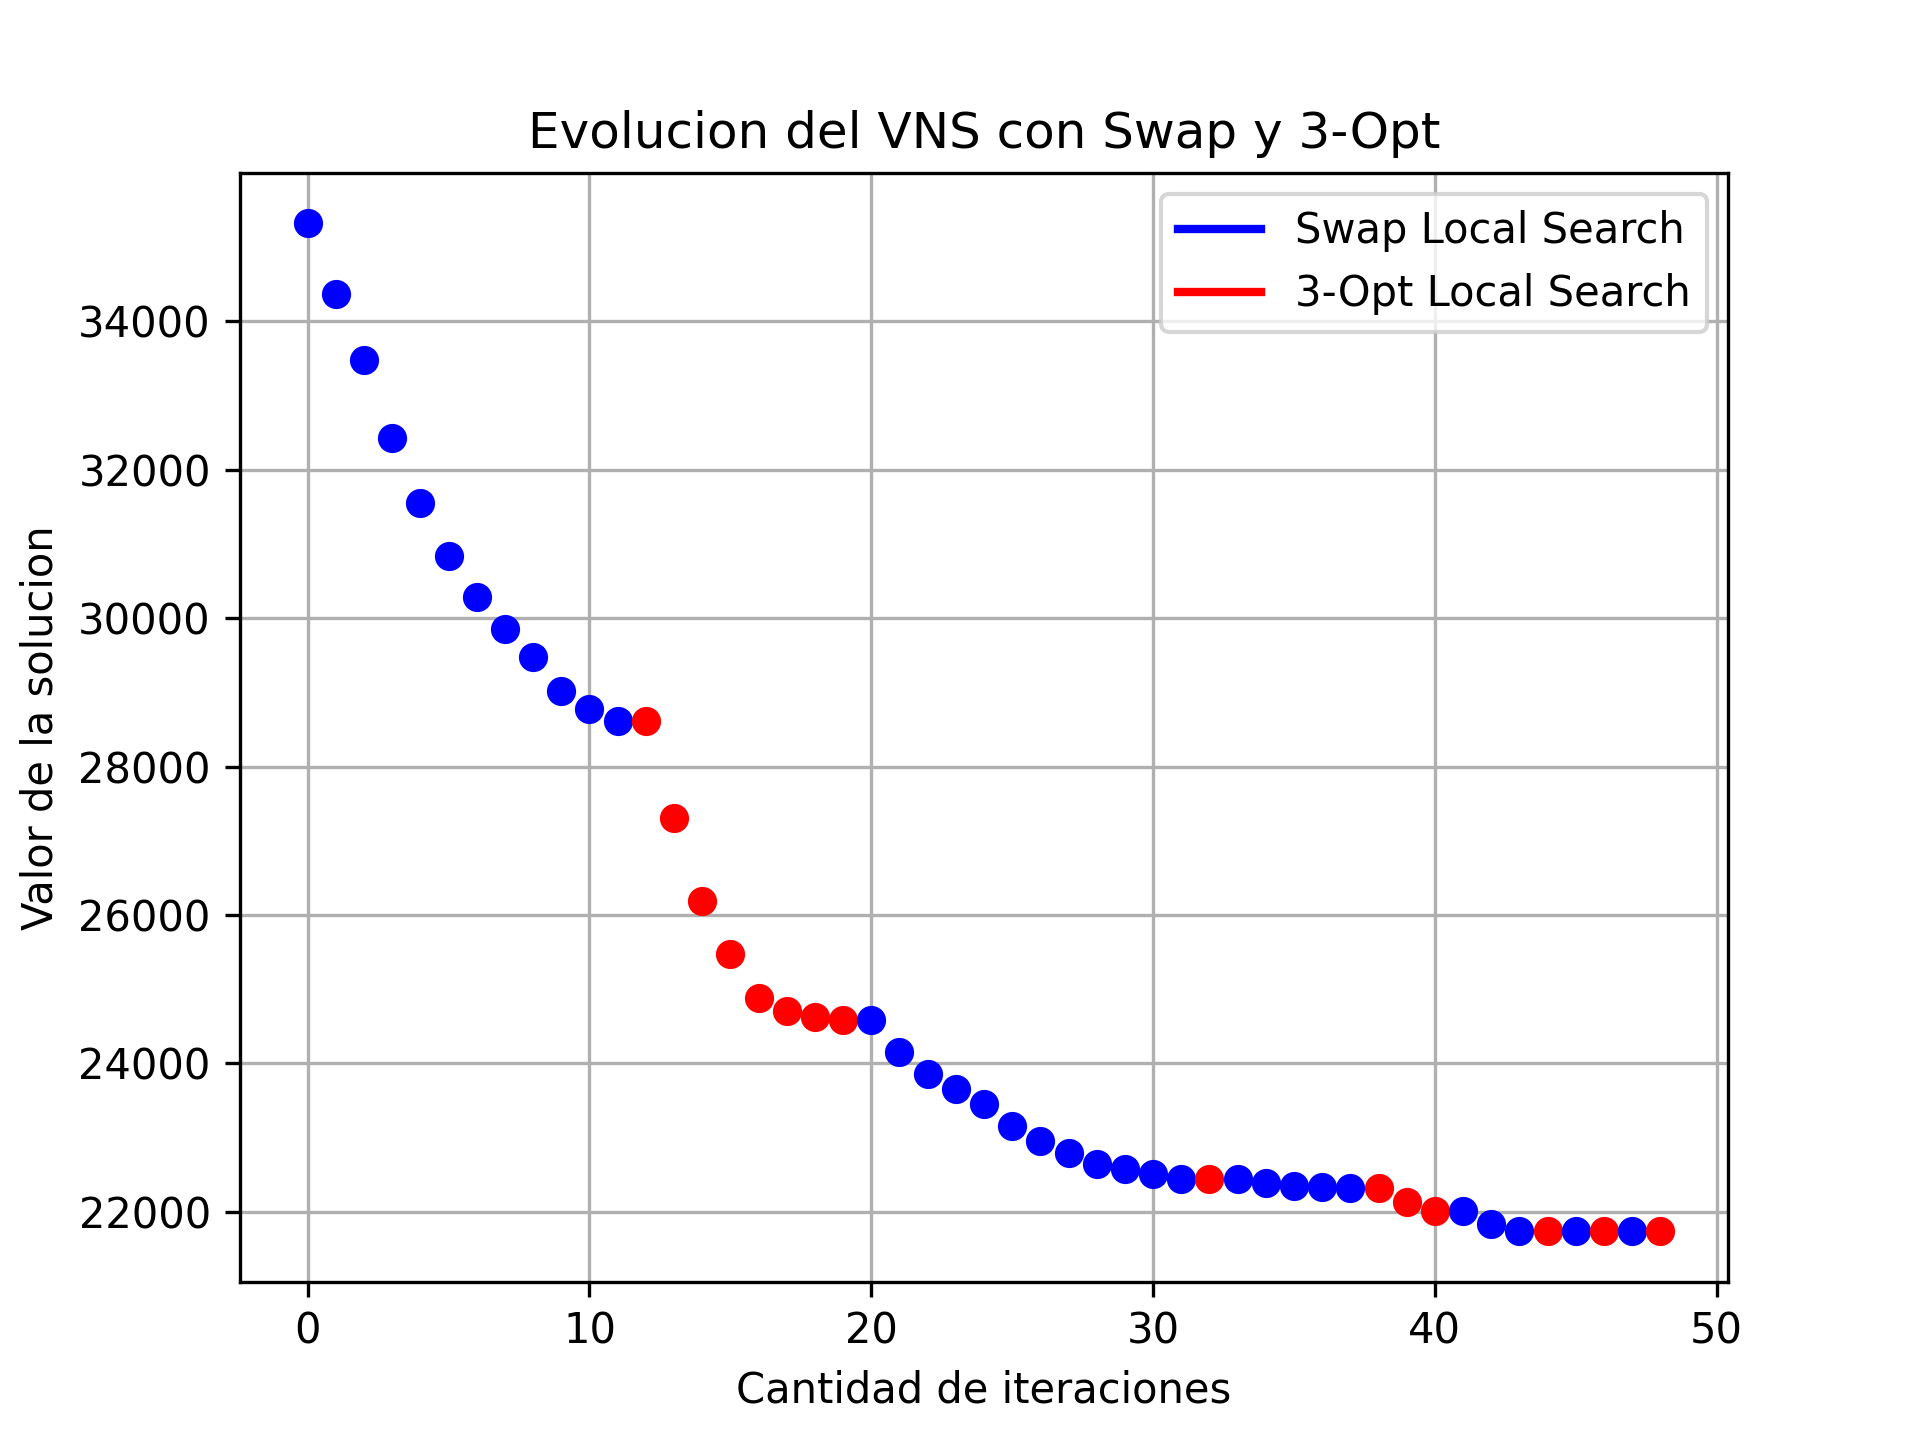 Evolucion del VNS con Swap y 3-Opt
Swap Local Search
3-Opt Local Search
Valor de la solucion
34000
32000
30000
28000
26000
24000
22000
0 10 20 30 40 50
Cantidad de iteraciones